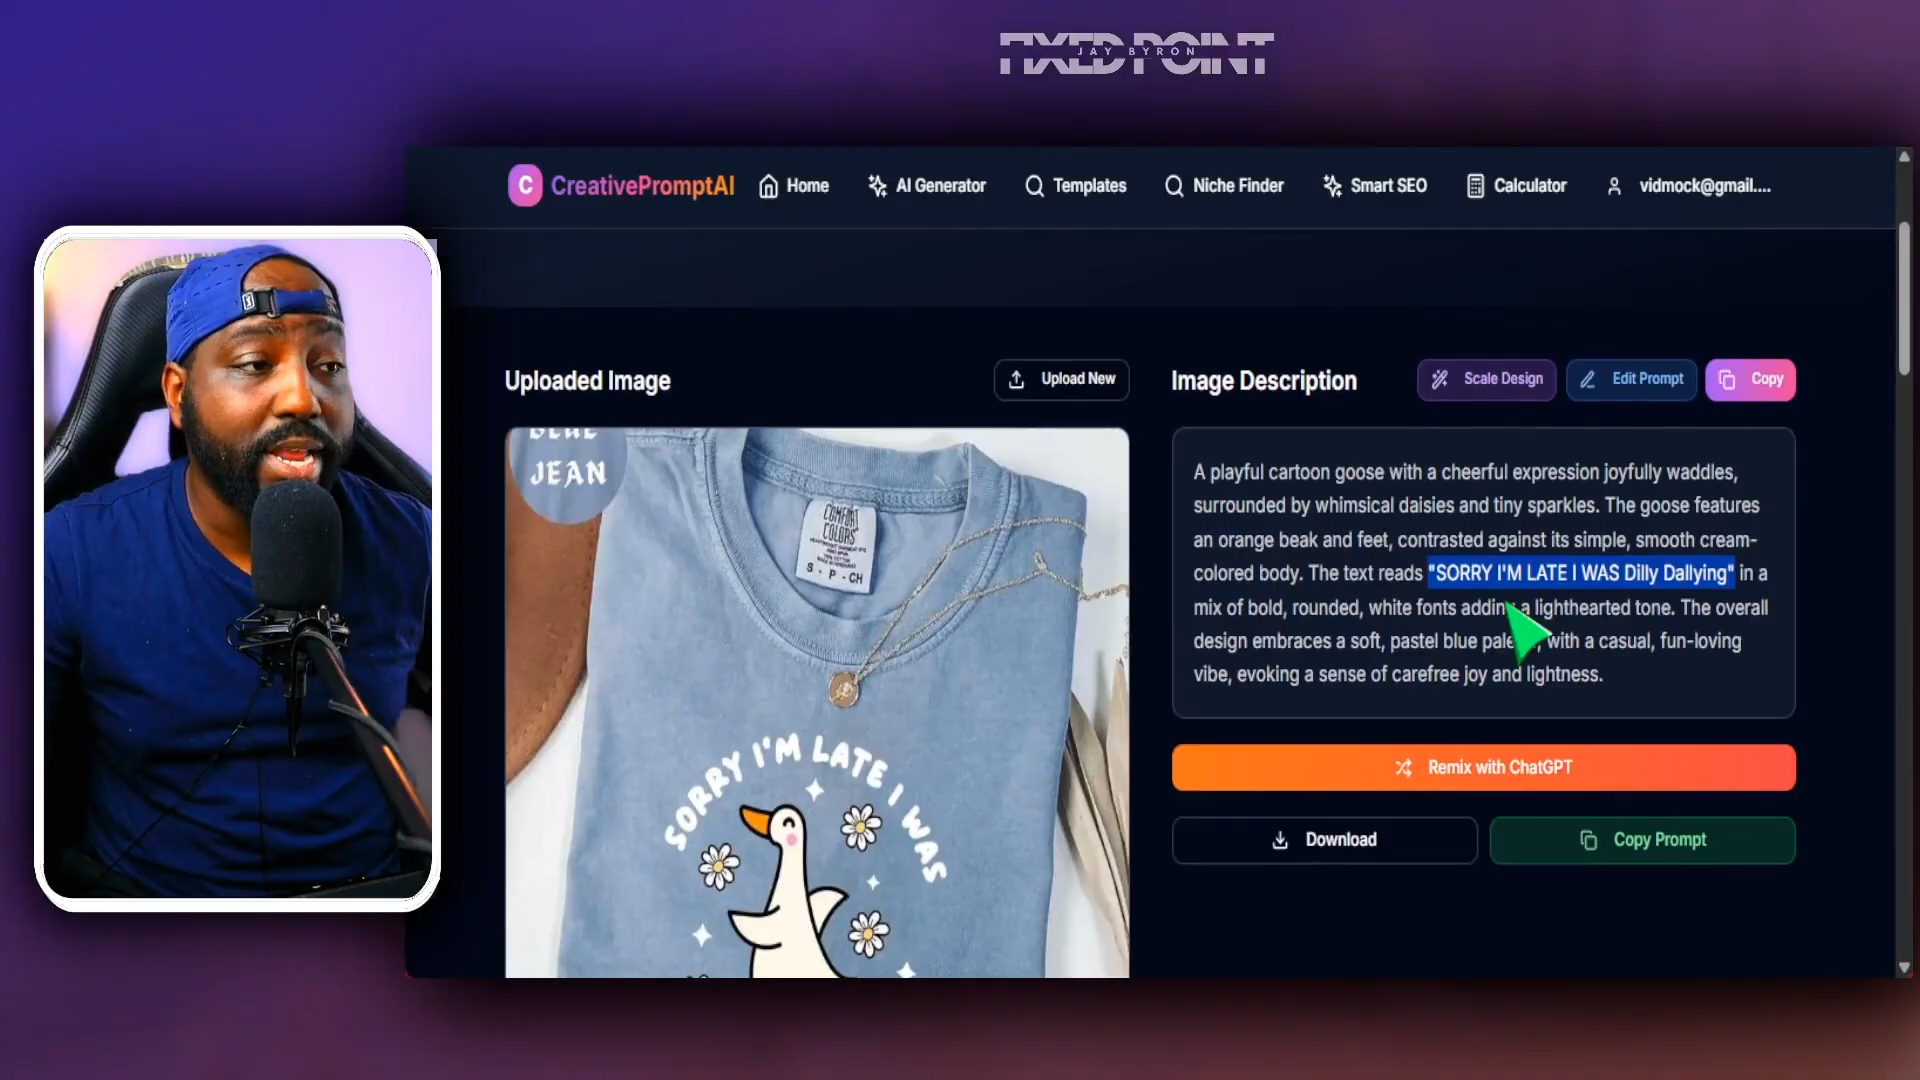 FIXED POINT
JAY BYRON
C CreativePromptAI Home AI Generator Templates Niche Finder Smart SEO Calculator vidmock@gmail....
Uploaded Image
Upload New
BLUE
JEAN
COMFORT
COLORS
S - P - CH
SORRY I'M LATE I WAS
Image Description
Scale Design
Edit Prompt
Copy
A playful cartoon goose with a cheerful expression joyfully waddles,
surrounded by whimsical daisies and tiny sparkles. The goose features
an orange beak and feet, contrasted against its simple, smooth cream-
colored body. The text reads "SORRY I'M LATE I WAS Dilly Dallying" in a
mix of bold, rounded, white fonts adding a lighthearted tone. The overall
design embraces a soft, pastel blue pale, with a casual, fun-loving
vibe, evoking a sense of carefree joy and lightness.
Remix with ChatGPT
Download
Copy Prompt